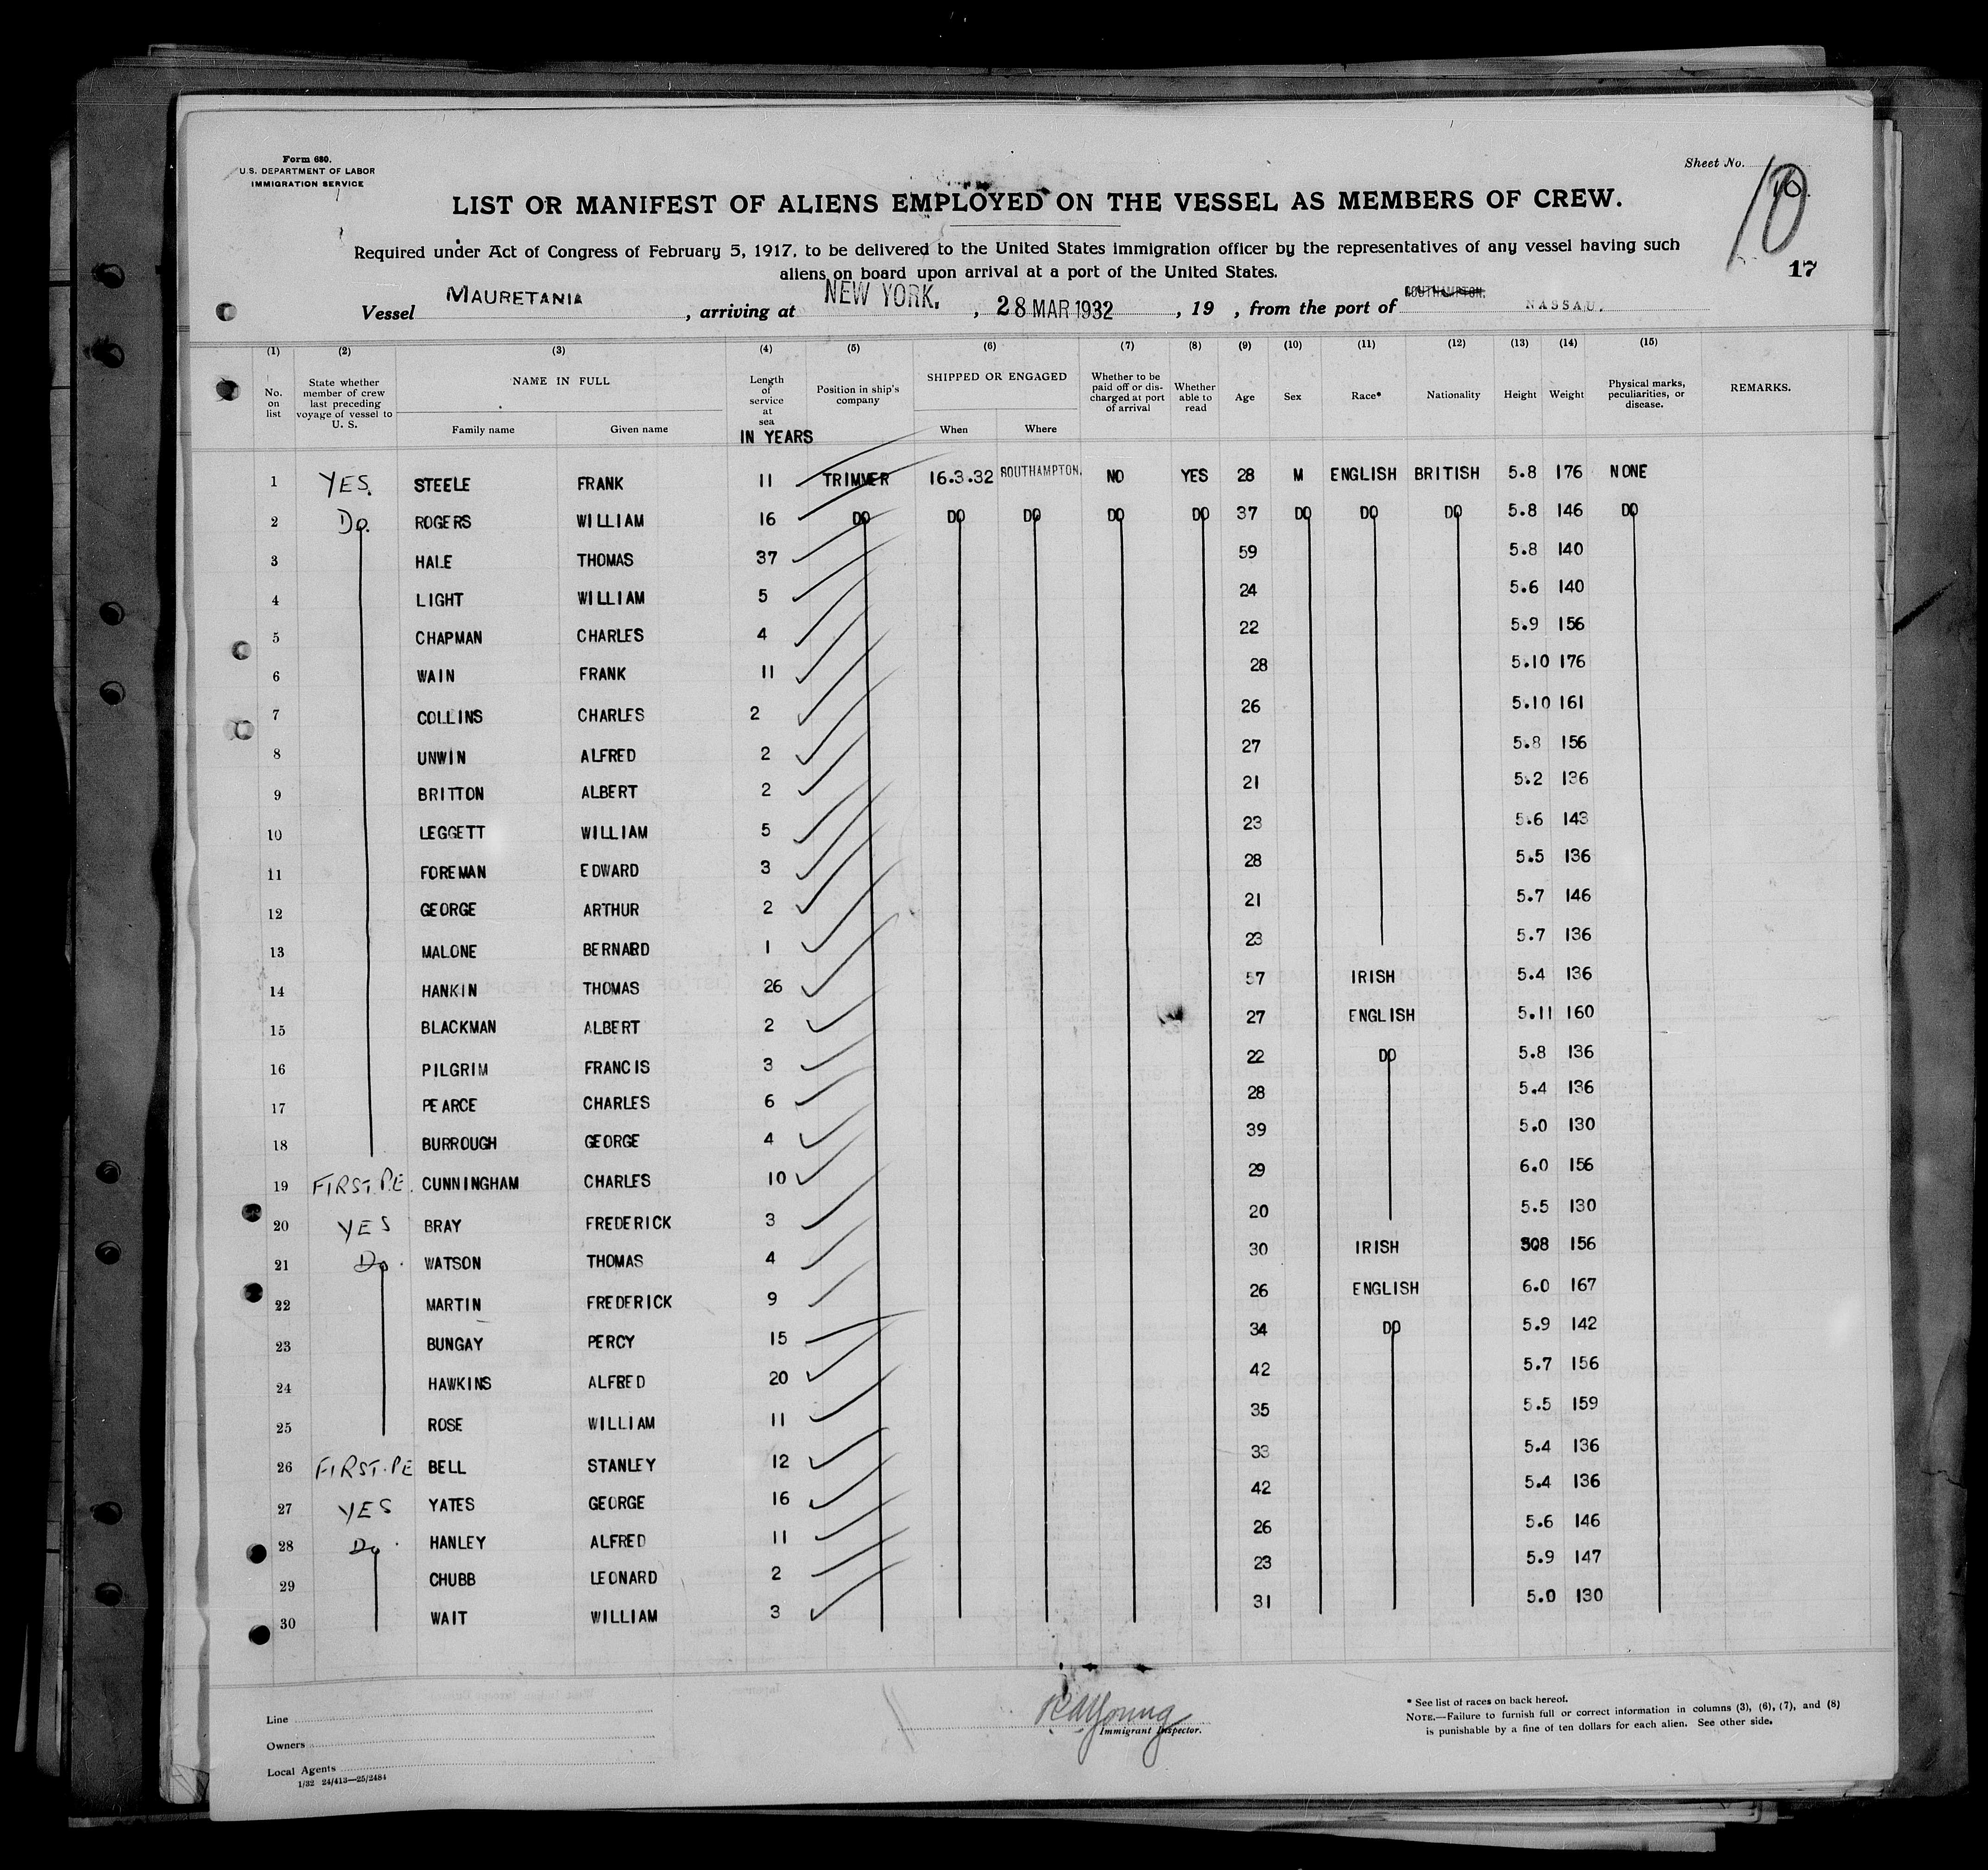 Form 680.
U.S. DEPARTMENT OF LABOR
IMMIGRATION SERVICE
Sheet No. 10
17
LIST OR MANIFEST OF ALIENS EMPLOYED ON THE VESSEL AS MEMBERS OF CREW.
Required under Act of Congress of February 5, 1917, to be delivered to the United States immigration officer by the representatives of any vessel having such
aliens on board upon arrival at a port of the United States.
Vessel MAURETANIA, arriving at NEW YORK., 28 MAR 1932, 19 , from the port of SOUTHAMPTON. NASSAU.
(1) (2) (3) (4) (5) (6) (7) (8) (9) (10) (11) (12) (13) (14) (15)
No. on list State whether member of crew last preceding voyage of vessel to U. S. NAME IN FULL Family name Given name Length of service at sea IN YEARS Position in ship's company SHIPPED OR ENGAGED When Where Whether to be paid off or discharged at port of arrival Whether able to read Age Sex Race* Nationality Height Weight Physical marks, peculiarities, or disease. REMARKS.
1 YES. STEELE FRANK 11 TRIMMER 16.3.32 SOUTHAMPTON. NO YES 28 M ENGLISH BRITISH 5.8 176 NONE
2 Do. ROGERS WILLIAM 16 DO DO DO DO DO 37 DO DO DO 5.8 146 DO
3 HALE THOMAS 37 59 5.8 140
4 LIGHT WILLIAM 5 24 5.6 140
5 CHAPMAN CHARLES 4 22 5.9 156
6 WAIN FRANK 11 28 5.10 176
7 COLLINS CHARLES 2 26 5.10 161
8 UNWIN ALFRED 2 27 5.8 156
9 BRITTON ALBERT 2 21 5.2 136
10 LEGGETT WILLIAM 5 23 5.6 143
11 FOREMAN EDWARD 3 28 5.5 136
12 GEORGE ARTHUR 2 21 5.7 146
13 MALONE BERNARD 1 23 5.7 136
14 HANKIN THOMAS 26 57 IRISH 5.4 136
15 BLACKMAN ALBERT 2 27 ENGLISH 5.11 160
16 PILGRIM FRANCIS 3 22 DO 5.8 136
17 PEARCE CHARLES 6 28 5.4 136
18 BURROUGH GEORGE 4 39 5.0 130
19 FIRST.PE. CUNNINGHAM CHARLES 10 29 6.0 156
20 YES BRAY FREDERICK 3 20 5.5 130
21 Do. WATSON THOMAS 4 30 IRISH 508 156
22 MARTIN FREDERICK 9 26 ENGLISH 6.0 167
23 BUNGAY PERCY 15 34 DO 5.9 142
24 HAWKINS ALFRED 20 42 5.7 156
25 ROSE WILLIAM 11 35 5.5 159
26 FIRST.PE BELL STANLEY 12 33 5.4 136
27 YES YATES GEORGE 16 42 5.4 136
28 Do. HANLEY ALFRED 11 26 5.6 146
29 CHUBB LEONARD 2 23 5.9 147
30 WAIT WILLIAM 3 31 5.0 130
Line
Owners
Local Agents
1/32 24/413—25/2484
R A Young
Immigrant Inspector.
* See list of races on back hereof.
NOTE.—Failure to furnish full or correct information in columns (3), (6), (7), and (8)
is punishable by a fine of ten dollars for each alien. See other side.